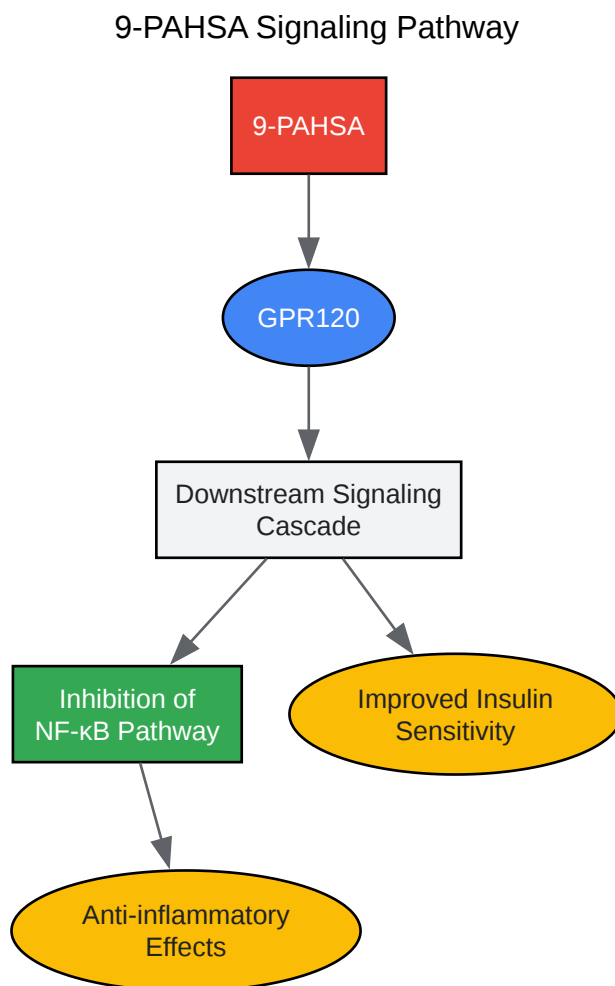 9-PAHSA Signaling Pathway
9-PAHSA
GPR120
Downstream Signaling
Cascade
Inhibition of
NF-κB Pathway
Improved Insulin
Sensitivity
Anti-inflammatory
Effects